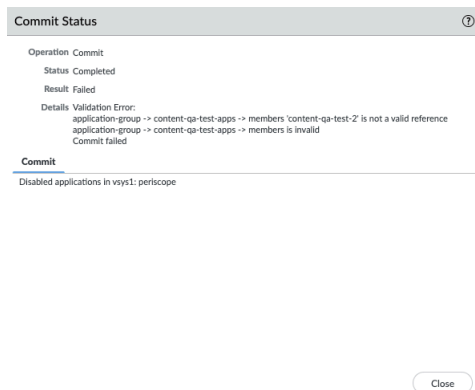 Commit Status
Operation Commit
Status Completed
Result Failed
Details Validation Error:
application-group -> content-qa-test-apps -> members 'content-qa-test-2' is not a valid reference
application-group -> content-qa-test-apps -> members is invalid
Commit failed
Commit
Disabled applications in vsys1: periscope
Close